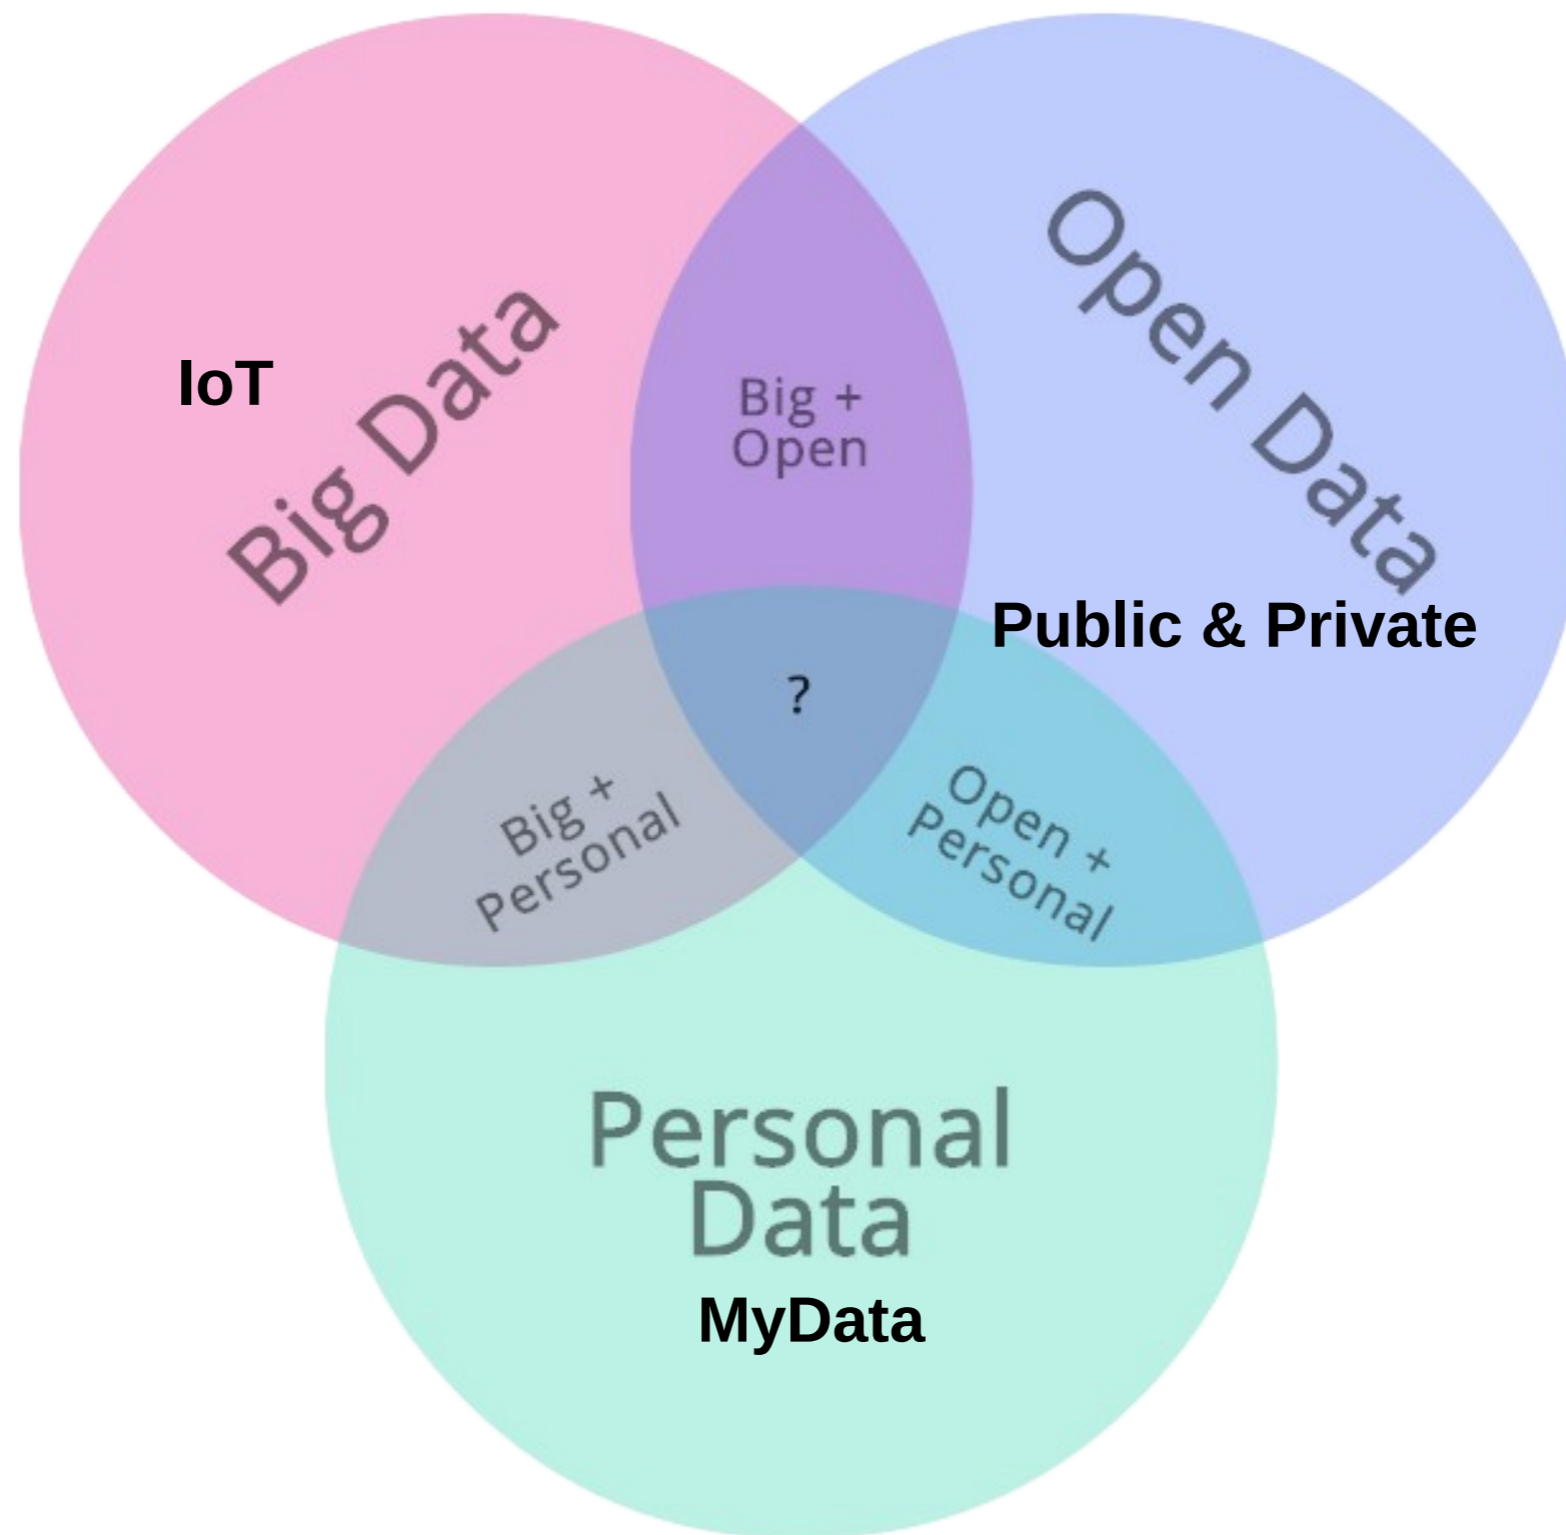 IoT
Big Data
Big +
Open
Open Data
Public & Private
?
Big +
Personal
Open +
Personal
Personal
Data
MyData